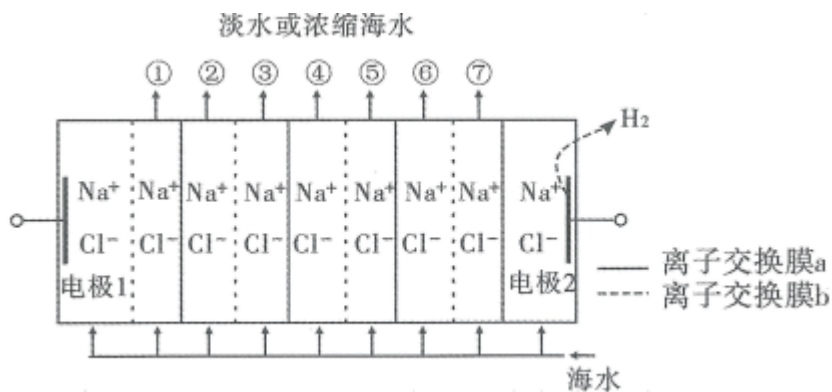 淡水或浓缩海水
① ② ③ ④ ⑤ ⑥ ⑦
H₂
Na⁺ Na⁺ Na⁺ Na⁺ Na⁺ Na⁺ Na⁺ Na⁺ Na⁺
Cl⁻ Cl⁻ Cl⁻ Cl⁻ Cl⁻ Cl⁻ Cl⁻ Cl⁻ Cl⁻
电极1 电极2
离子交换膜a
离子交换膜b
海水